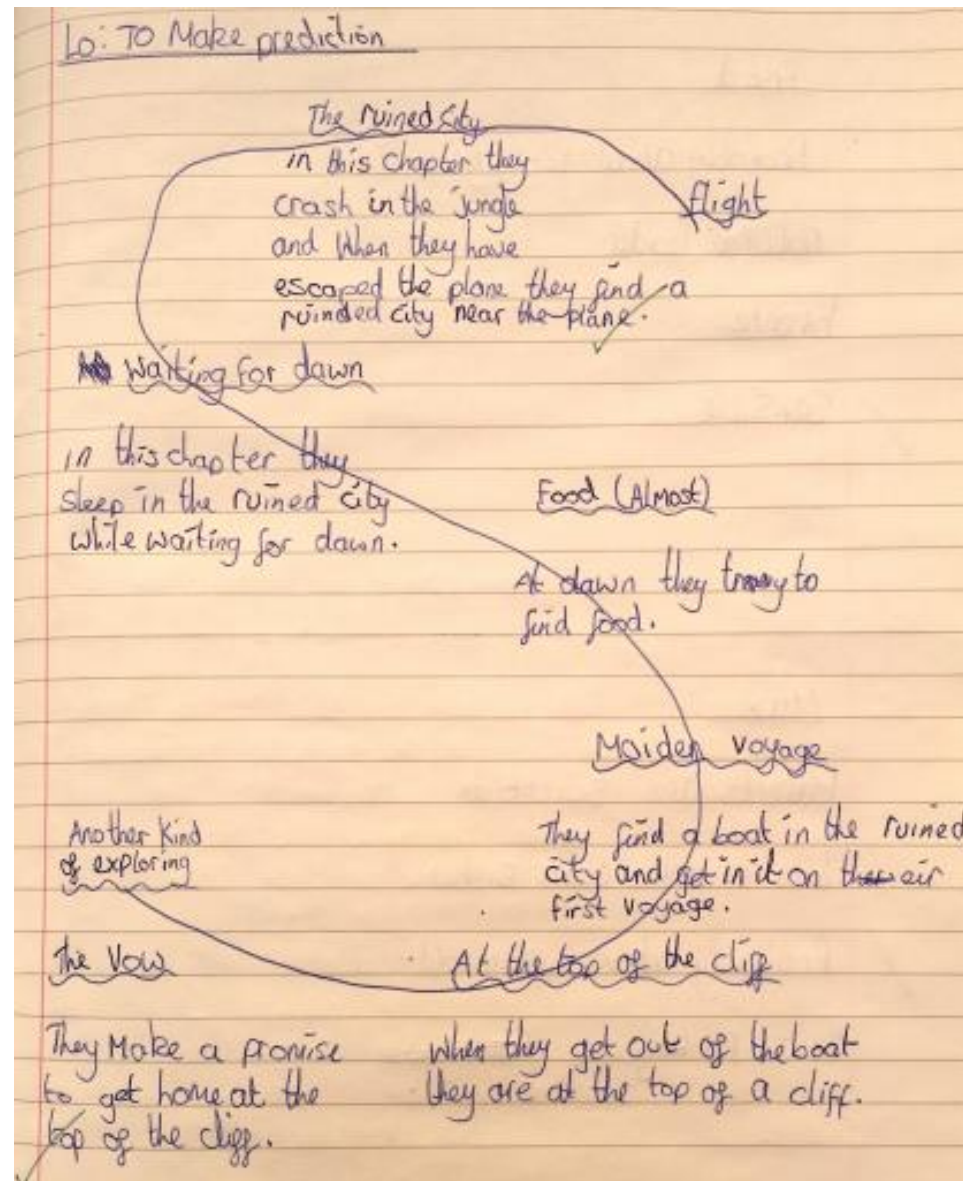 Lo: To Make prediction
The ruined city
in this chapter they
crash in the jungle
and when they have
escaped the plane they find a
ruinded city near the plane.
flight
Waiting for dawn
in this chapter they
sleep in the ruined city
while waiting for dawn.
Food (Almost)
At dawn they try to
find food.
Maiden voyage
They find a boat in the ruined
city and get in it on their
first voyage.
Another Kind
of exploring
The Vow
They Make a promise
to get home at the
top of the cliff.
At the top of the cliff
when they get out of the boat
they are at the top of a cliff.